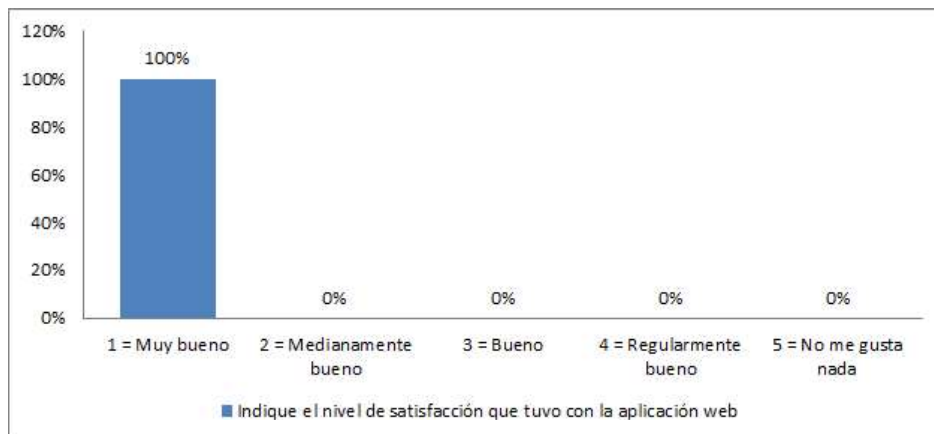 120%
100%
100%
80%
60%
40%
20%
0%
0%
0%
0%
0%
1 = Muy bueno
2 = Medianamente
bueno
3 = Bueno
4 = Regularmente
bueno
5 = No me gusta
nada
Indique el nivel de satisfacción que tuvo con la aplicación web